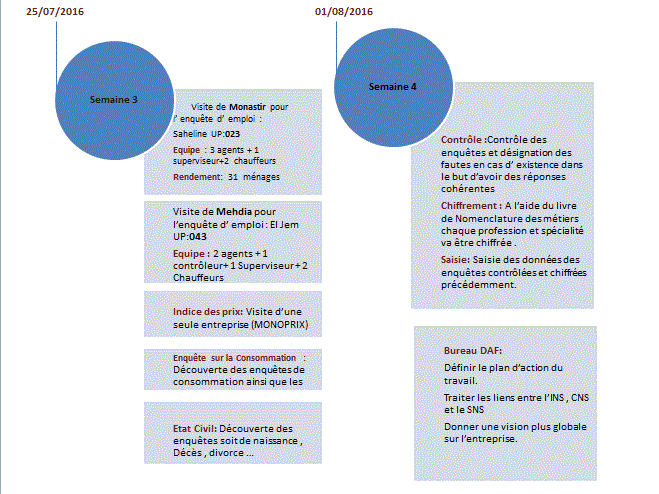 25/07/2016
01/08/2016
Semaine 3
Visite de Monastir pour
l' enquête d' emploi :
Saheline UP:023
Equipe : 3 agents + 1
superviseur+2 chauffeurs
Rendement: 31 ménages
Visite de Mehdia pour
l'enquête d' emploi : El Jem
UP:043
Equipe : 2 agents + 1
contrôleur+ 1 Superviseur + 2
Chauffeurs
Indice des prix: Visite d'une
seule entreprise (MONOPRIX)
Enquête sur la Consommation :
Découverte des enquêtes de
consommation ainsi que les
Etat Civil: Découverte des
enquêtes soit de naissance ,
Décès , divorce ...
Semaine 4
Contrôle :Contrôle des
enquêtes et désignation des
fautes en cas d' existence dans
le but d'avoir des réponses
cohérentes
Chiffrement : A l'aide du livre
de Nomenclature des métiers
chaque profession et spécialité
va être chiffrée .
Saisie: Saisie des données des
enquêtes contrôlées et chiffrées
précédemment.
Bureau DAF:
Définir le plan d'action du
travail.
Traiter les liens entre l'INS , CNS
et le SNS
Donner une vision plus globale
sur l'entreprise.